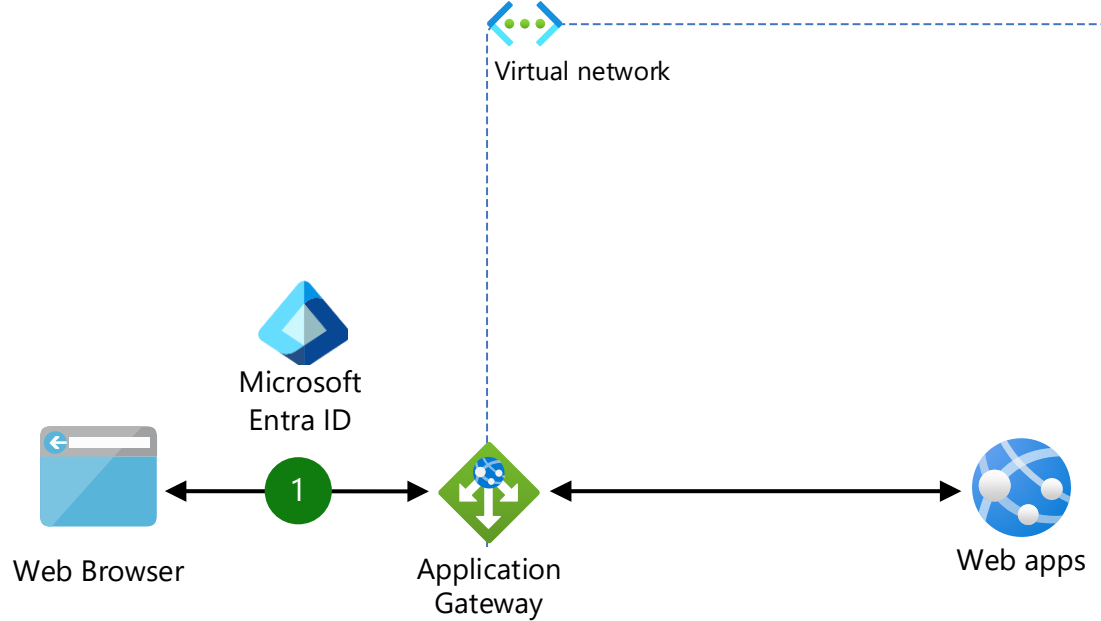 Virtual network
Microsoft
Entra ID
1
Web Browser
Application
Gateway
Web apps